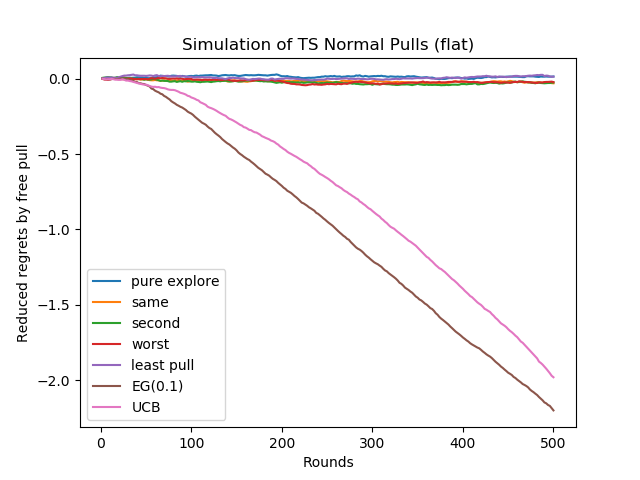 Simulation of TS Normal Pulls (flat)
Reduced regrets by free pull
0.0
−0.5
−1.0
−1.5
−2.0
pure explore
same
second
worst
least pull
EG(0.1)
UCB
0
100
200
300
400
500
Rounds